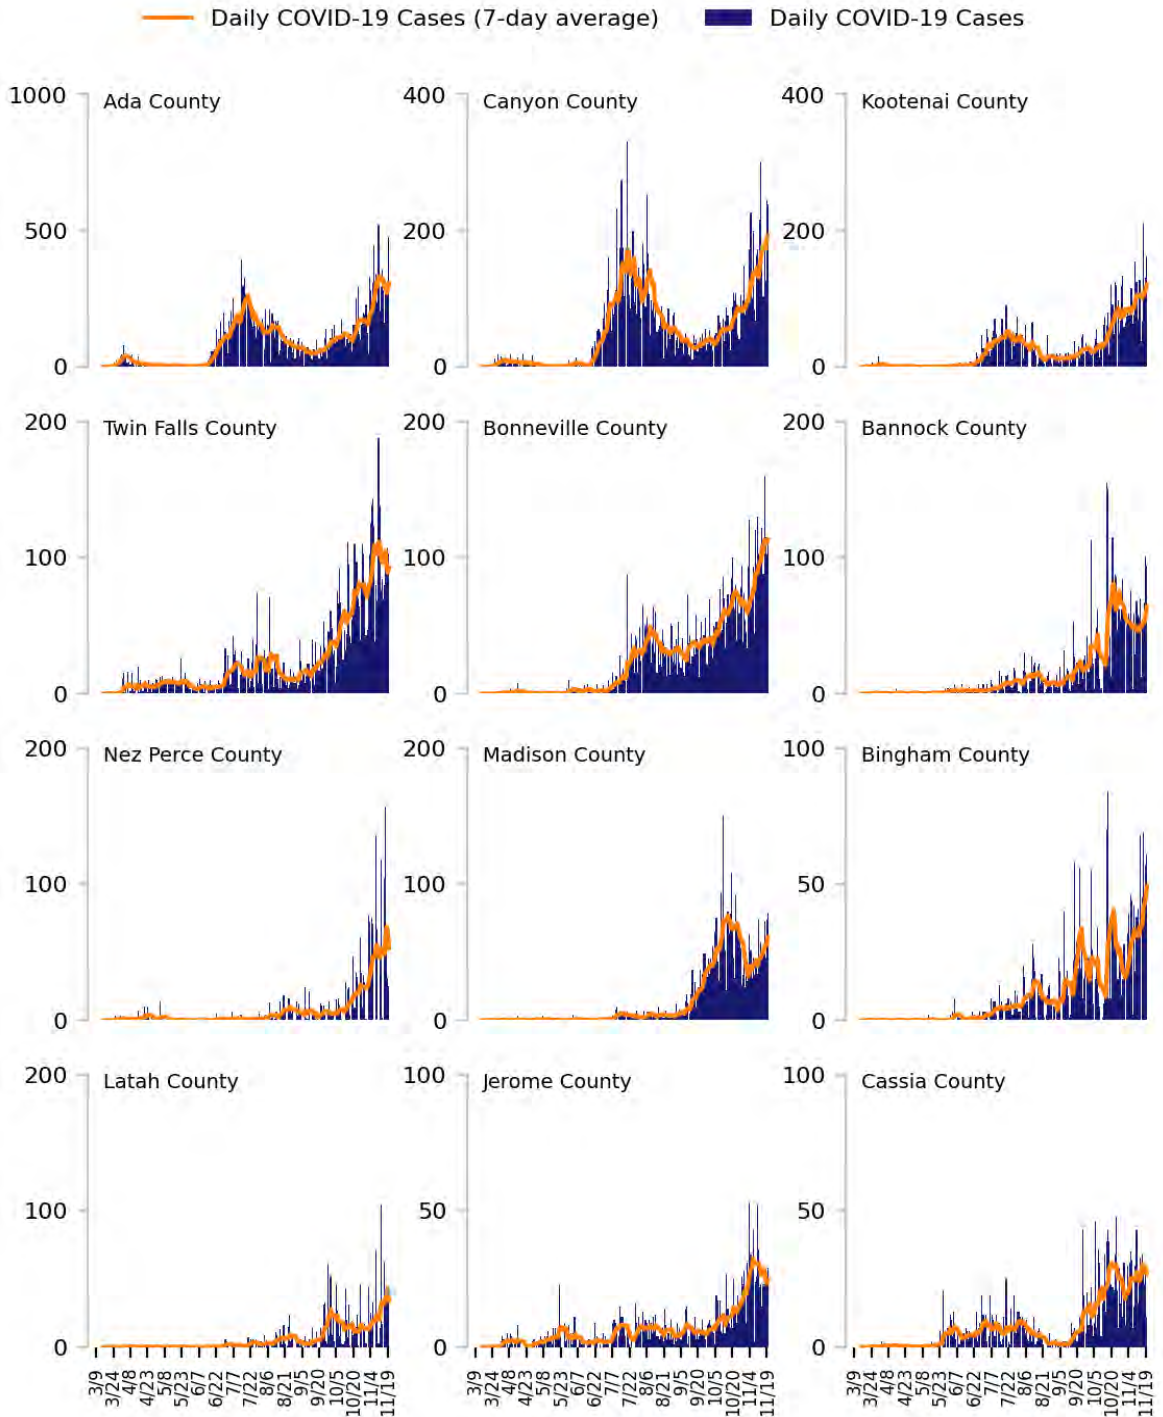 Daily COVID-19 Cases (7-day average) Daily COVID-19 Cases
1000 Ada County 400 Canyon County 400 Kootenai County
500 200 200
0 0 0
200 Twin Falls County 200 Bonneville County 200 Bannock County
100 100 100
0 0 0
200 Nez Perce County 200 Madison County 100 Bingham County
100 100 50
0 0 0
200 Latah County 100 Jerome County 100 Cassia County
100 50 50
0 0 0
3/9 3/24 4/8 4/23 5/8 5/23 6/7 6/22 7/7 7/22 8/6 8/21 9/5 9/20 10/5 10/20 11/4 11/19 3/9 3/24 4/8 4/23 5/8 5/23 6/7 6/22 7/7 7/22 8/6 8/21 9/5 9/20 10/5 10/20 11/4 11/19 3/9 3/24 4/8 4/23 5/8 5/23 6/7 6/22 7/7 7/22 8/6 8/21 9/5 9/20 10/5 10/20 11/4 11/19